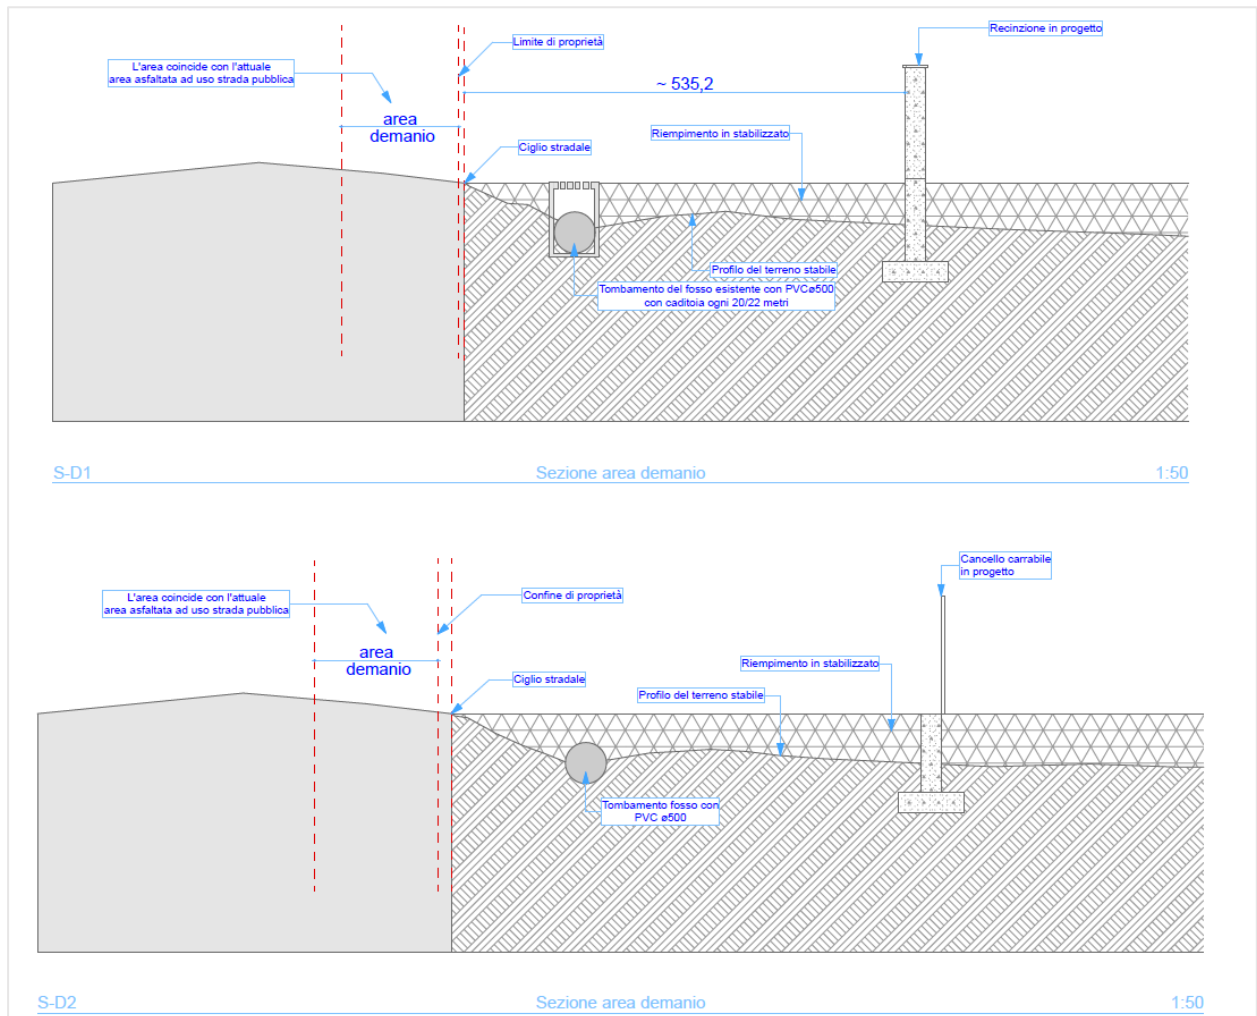 Recinzione in progetto
Limite di proprietà
L'area coincide con l'attuale
area asfaltata ad uso strada pubblica
~ 535,2
area
demanio
Riempimento in stabilizzato
Ciglio stradale
Profilo del terreno stabile
Tombamento del fosso esistente con PVCø500
con caditoia ogni 20/22 metri
S-D1
Sezione area demanio
1:50
Cancello carrabile
in progetto
L'area coincide con l'attuale
area asfaltata ad uso strada pubblica
Confine di proprietà
area
demanio
Riempimento in stabilizzato
Ciglio stradale
Profilo del terreno stabile
Tombamento fosso con
PVC ø500
S-D2
Sezione area demanio
1:50